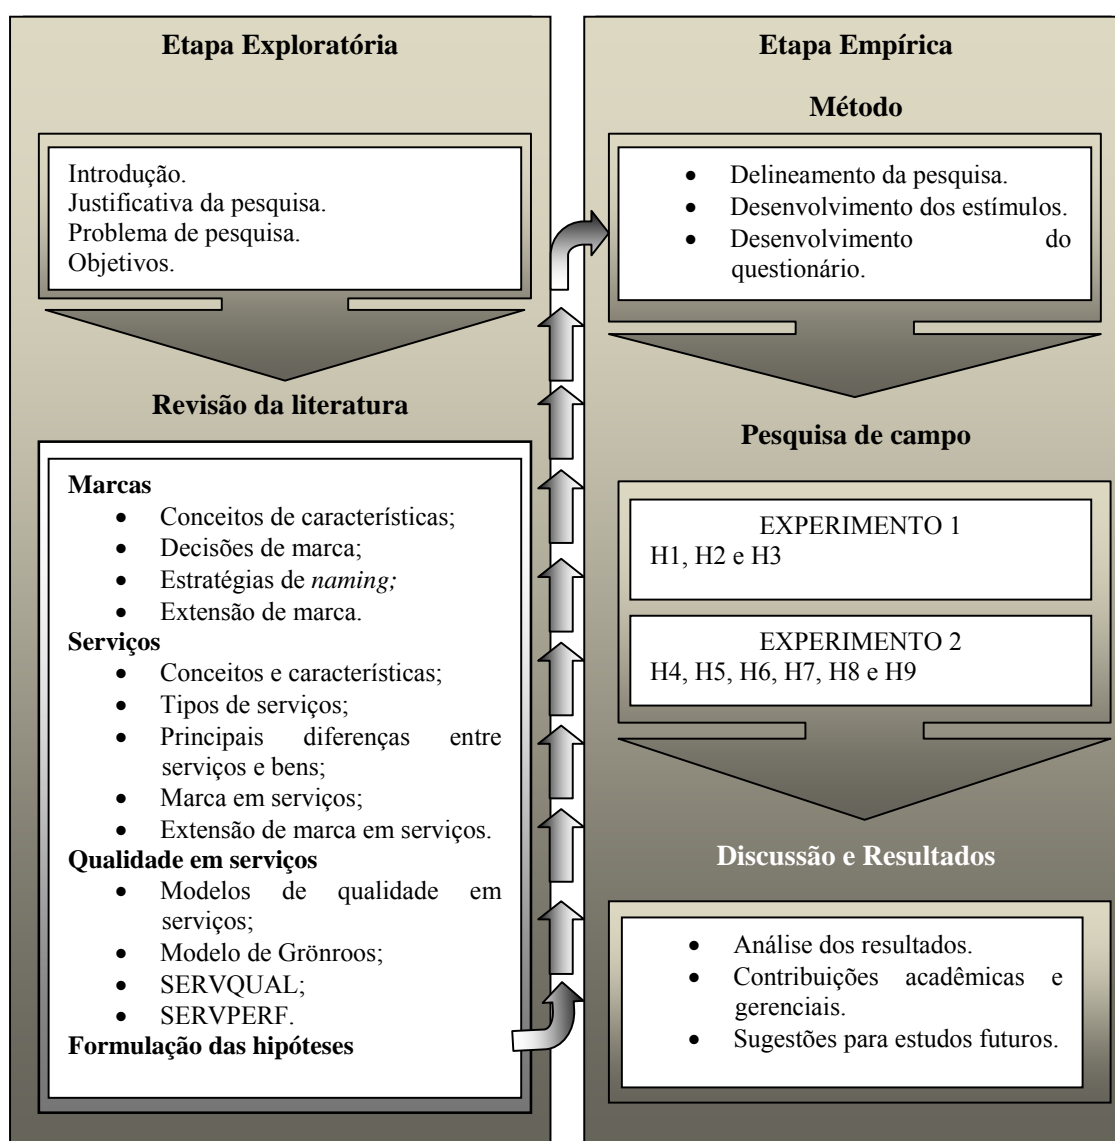 Etapa Exploratória
Introdução.
Justificativa da pesquisa.
Problema de pesquisa.
Objetivos.
Revisão da literatura
Marcas
• Conceitos de características;
• Decisões de marca;
• Estratégias de naming;
• Extensão de marca.
Serviços
• Conceitos e características;
• Tipos de serviços;
• Principais diferenças entre
serviços e bens;
• Marca em serviços;
• Extensão de marca em serviços.
Qualidade em serviços
• Modelos de qualidade em
serviços;
• Modelo de Grönroos;
• SERVQUAL;
• SERVPERF.
Formulação das hipóteses
Etapa Empírica
Método
• Delineamento da pesquisa.
• Desenvolvimento dos estímulos.
• Desenvolvimento do
questionário.
Pesquisa de campo
EXPERIMENTO 1
H1, H2 e H3
EXPERIMENTO 2
H4, H5, H6, H7, H8 e H9
Discussão e Resultados
• Análise dos resultados.
• Contribuições acadêmicas e
gerenciais.
• Sugestões para estudos futuros.